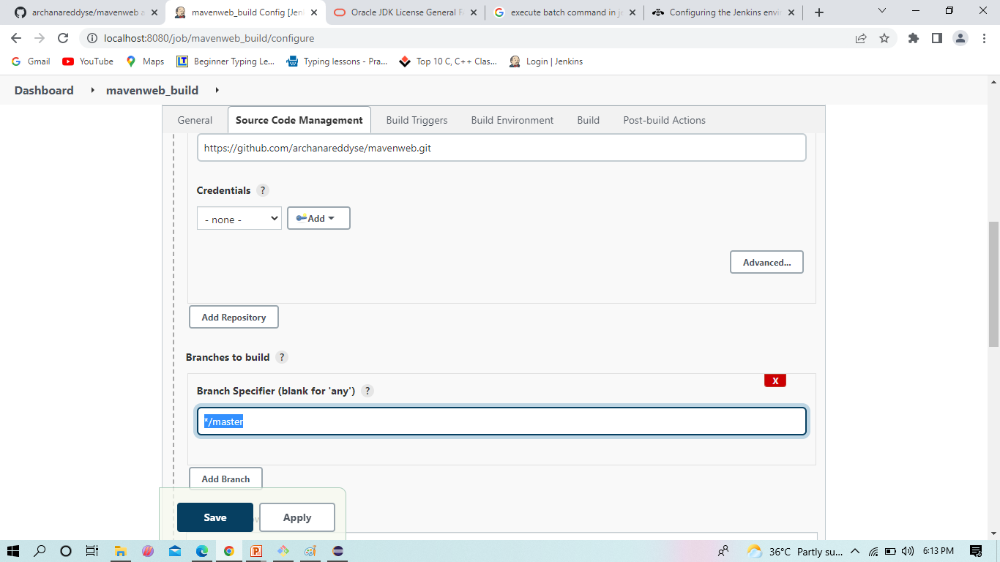 archanareddyse/mavenweb a
mavenweb_build Config [Jen
Oracle JDK License General F
execute batch command in je
Configuring the Jenkins envir
localhost:8080/job/mavenweb_build/configure
Gmail YouTube Maps Beginner Typing Le... Typing lessons - Pra... Top 10 C, C++ Clas... Login | Jenkins
Dashboard mavenweb_build
General Source Code Management Build Triggers Build Environment Build Post-build Actions
https://github.com/archanareddyse/mavenweb.git
Credentials ?
- none - Add
Advanced...
Add Repository
Branches to build ?
X
Branch Specifier (blank for 'any') ?
*/master
Add Branch
Save Apply
36°C Partly su... 6:13 PM